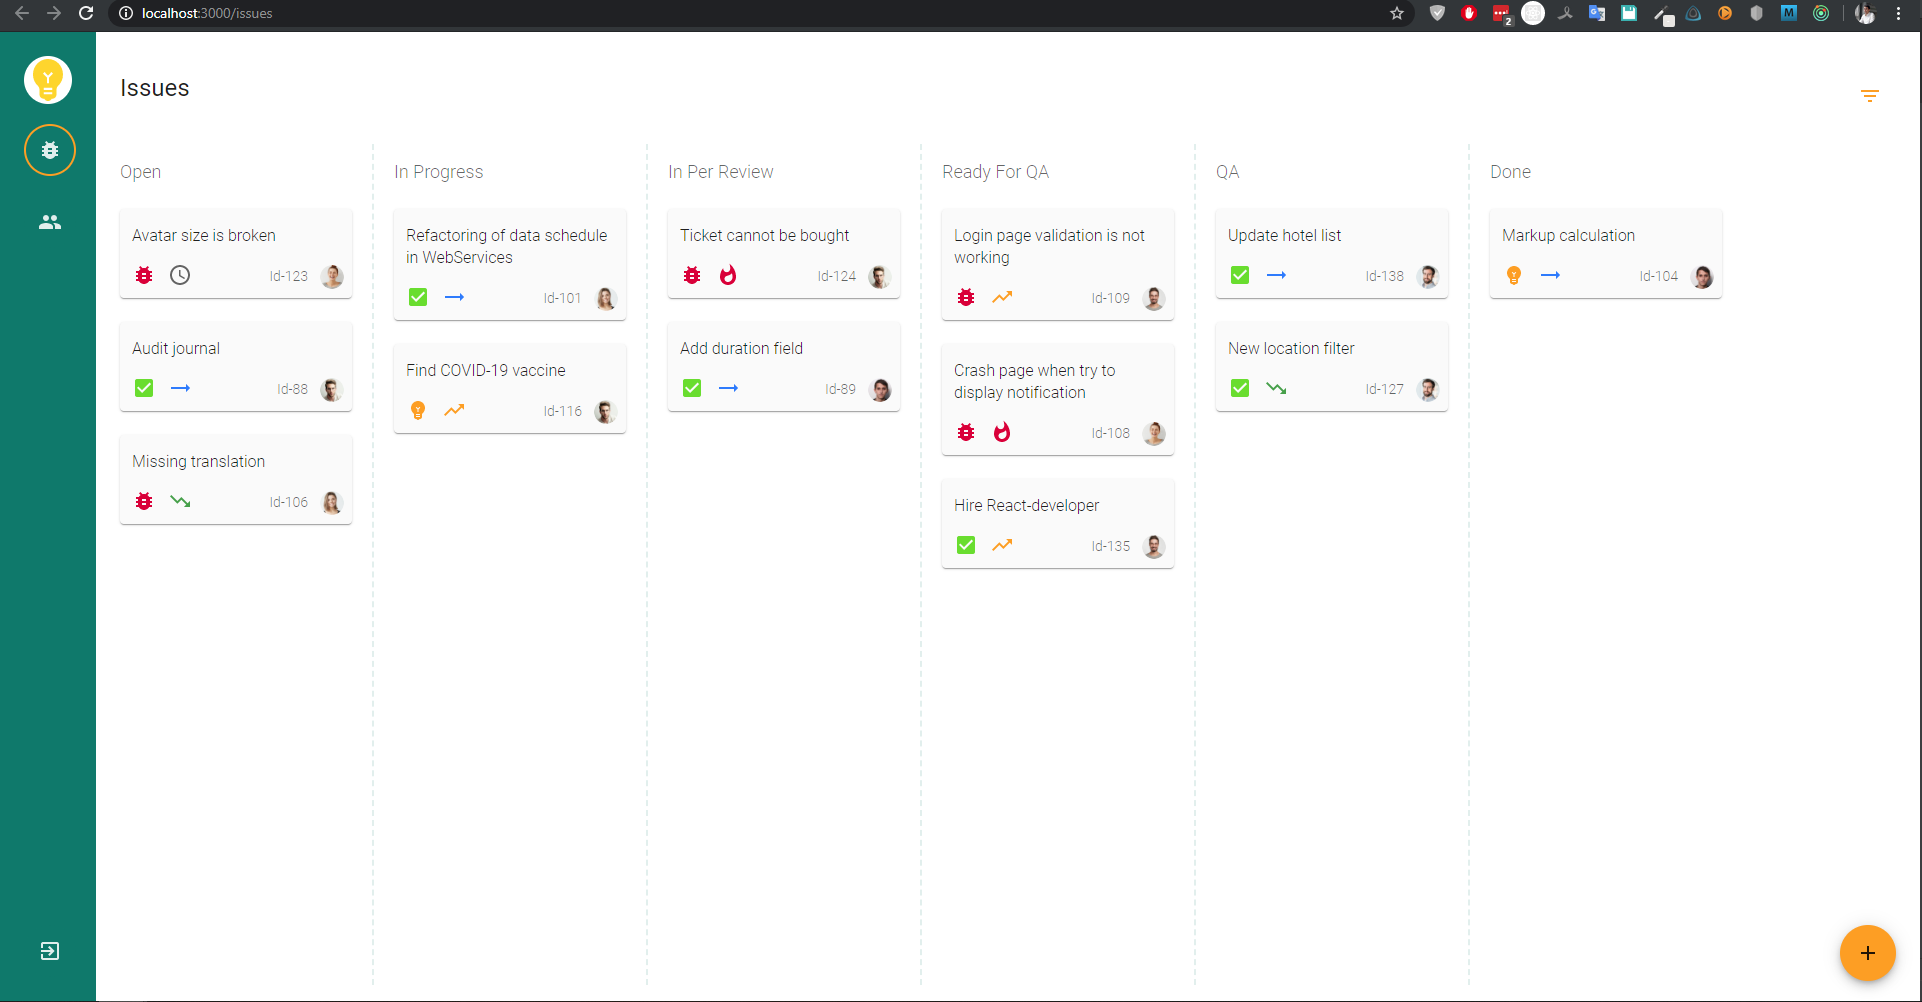 localhost:3000/issues
2
M
Y
Issues
Open
Avatar size is broken
Id-123
Audit journal
Id-88
Missing translation
Id-106
In Progress
Refactoring of data schedule
in WebServices
Id-101
Find COVID-19 vaccine
Id-116
In Per Review
Ticket cannot be bought
Id-124
Add duration field
Id-89
Ready For QA
Login page validation is not
working
Id-109
Crash page when try to
display notification
Id-108
Hire React-developer
Id-135
QA
Update hotel list
Id-138
New location filter
Id-127
Done
Markup calculation
Id-104